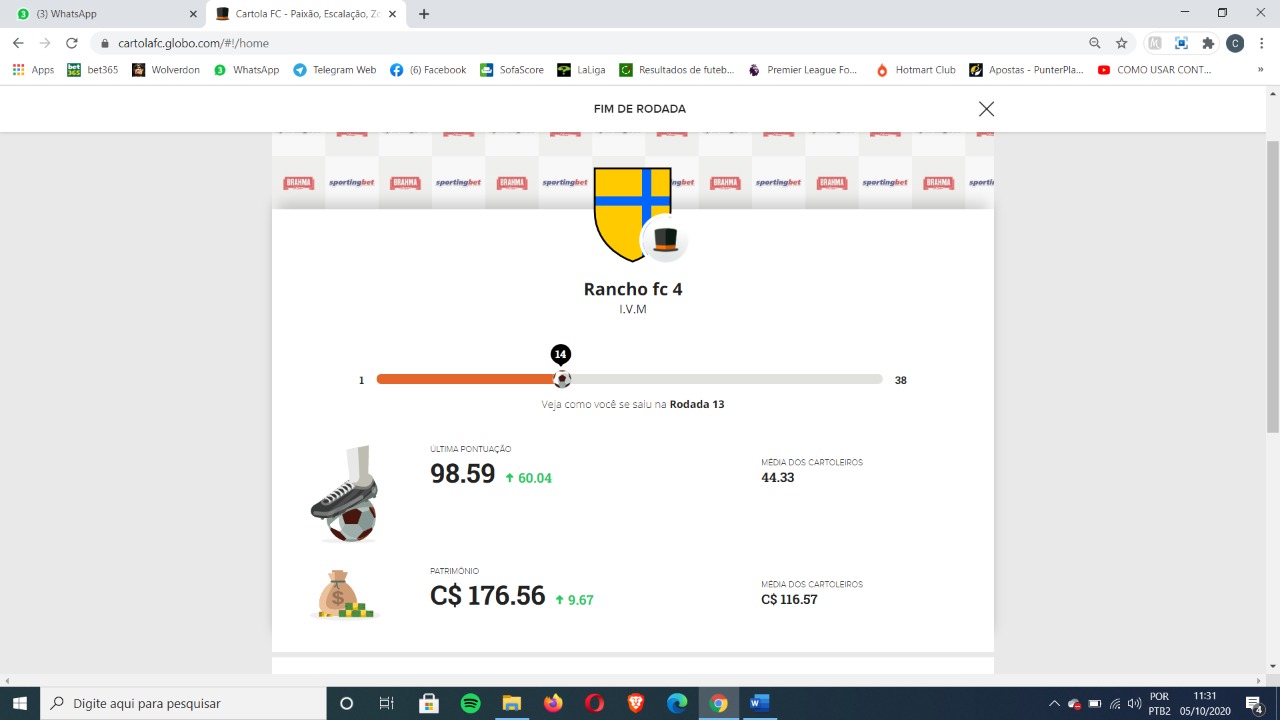 (3) WhatsApp
Cartola FC - Paixão, Escalação, Zo
cartolafc.globo.com/#!/home
Apps
bet365
bet365
Wolverdon
WhatsApp
Telegram Web
(6) Facebook
SofaScore
LaLiga
Resultados de futeb...
Premier League Fo...
Hotmart Club
Apostas - PunterPla...
COMO USAR CONT...
»
FIM DE RODADA
BRAHMA sportingbet BRAHMA sportingbet BRAHMA sportingbet ngbet BRAHMA sportingbet BRAHMA sportingbet BRAHMA sporti
Rancho fc 4
I.V.M
14
1
38
Veja como você se saiu na Rodada 13
ÚLTIMA PONTUAÇÃO
98.59 60.04
MÉDIA DOS CARTOLEIROS
44.33
PATRIMÔNIO
C$ 176.56 9.67
MÉDIA DOS CARTOLEIROS
C$ 116.57
Digite aqui para pesquisar
POR
PTB2
11:31
05/10/2020
4